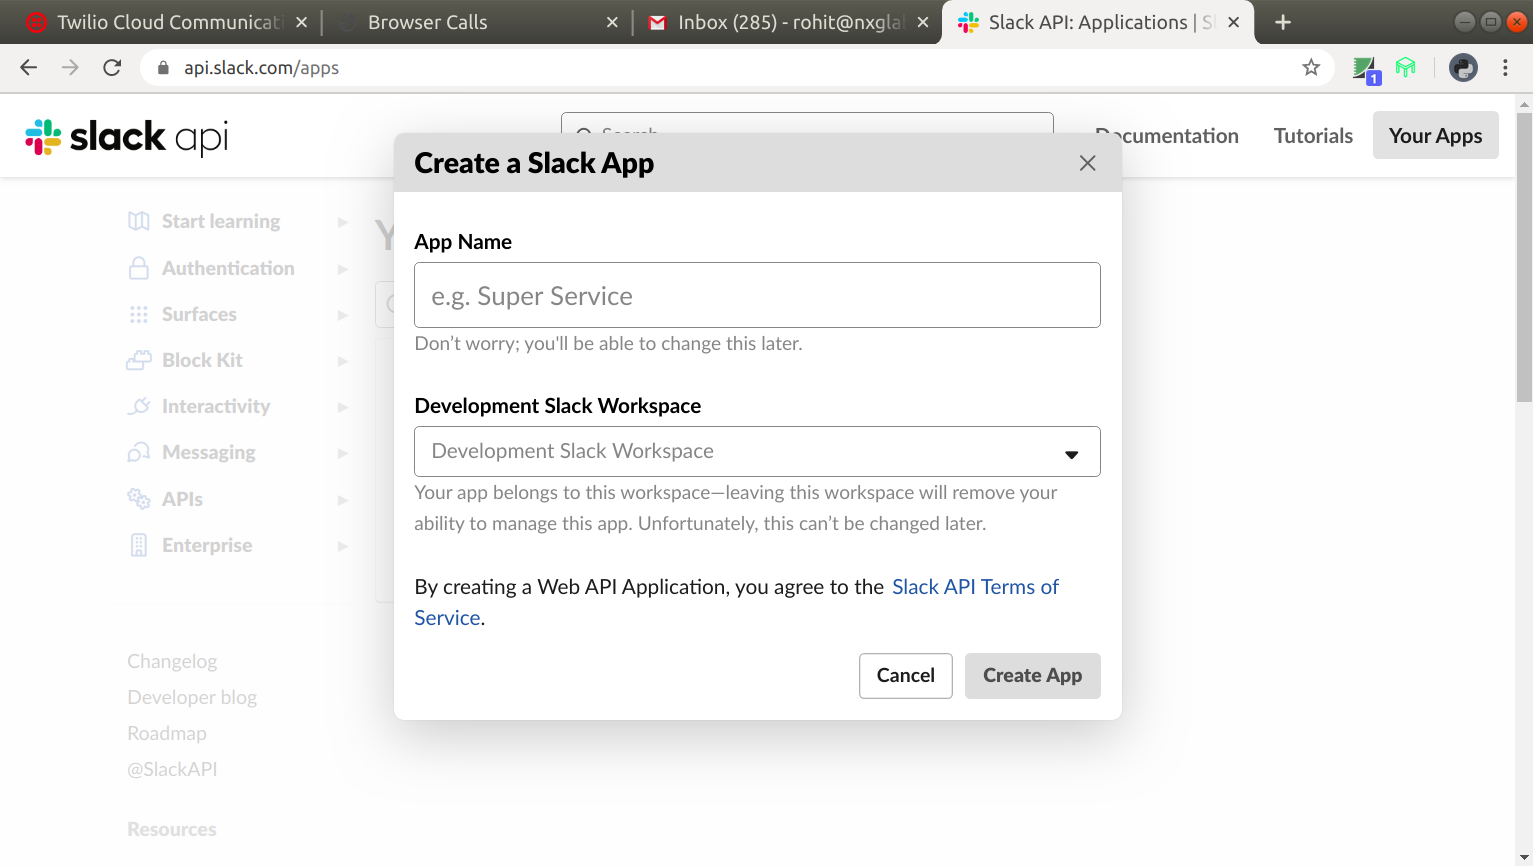 Twilio Cloud Communicati
Browser Calls
Inbox (285) - rohit@nxgla
Slack API: Applications | S
api.slack.com/apps
1
slack api
Search
Documentation
Tutorials
Your Apps
Create a Slack App
Start learning
Authentication
Surfaces
Block Kit
Interactivity
Messaging
APIs
Enterprise
Changelog
Developer blog
Roadmap
@SlackAPI
Resources
Y
App Name
e.g. Super Service
Don't worry; you'll be able to change this later.
Development Slack Workspace
Development Slack Workspace
Your app belongs to this workspace—leaving this workspace will remove your
ability to manage this app. Unfortunately, this can't be changed later.
By creating a Web API Application, you agree to the Slack API Terms of
Service.
Cancel
Create App